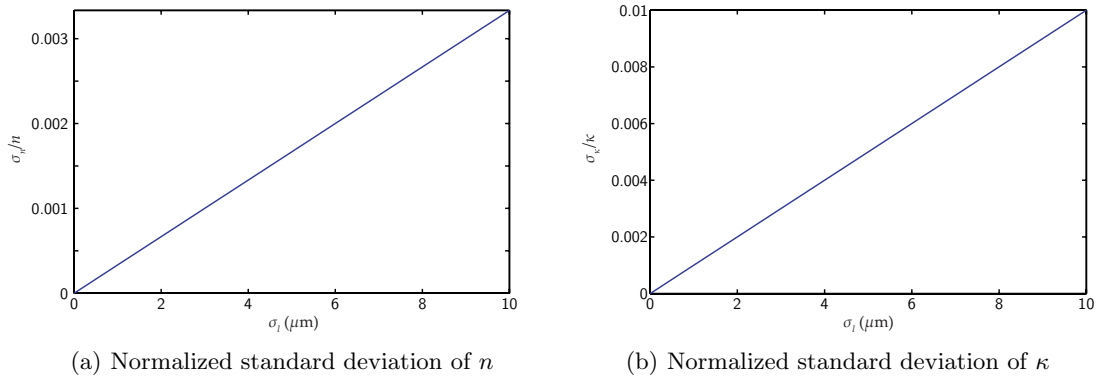 0.003
0.002
0.001
0
σₙ/n
0 2 4 6 8 10
σₗ (μm)
(a) Normalized standard deviation of n
0.01
0.008
0.006
0.004
0.002
0
σ_κ/κ
0 2 4 6 8 10
σₗ (μm)
(b) Normalized standard deviation of κ